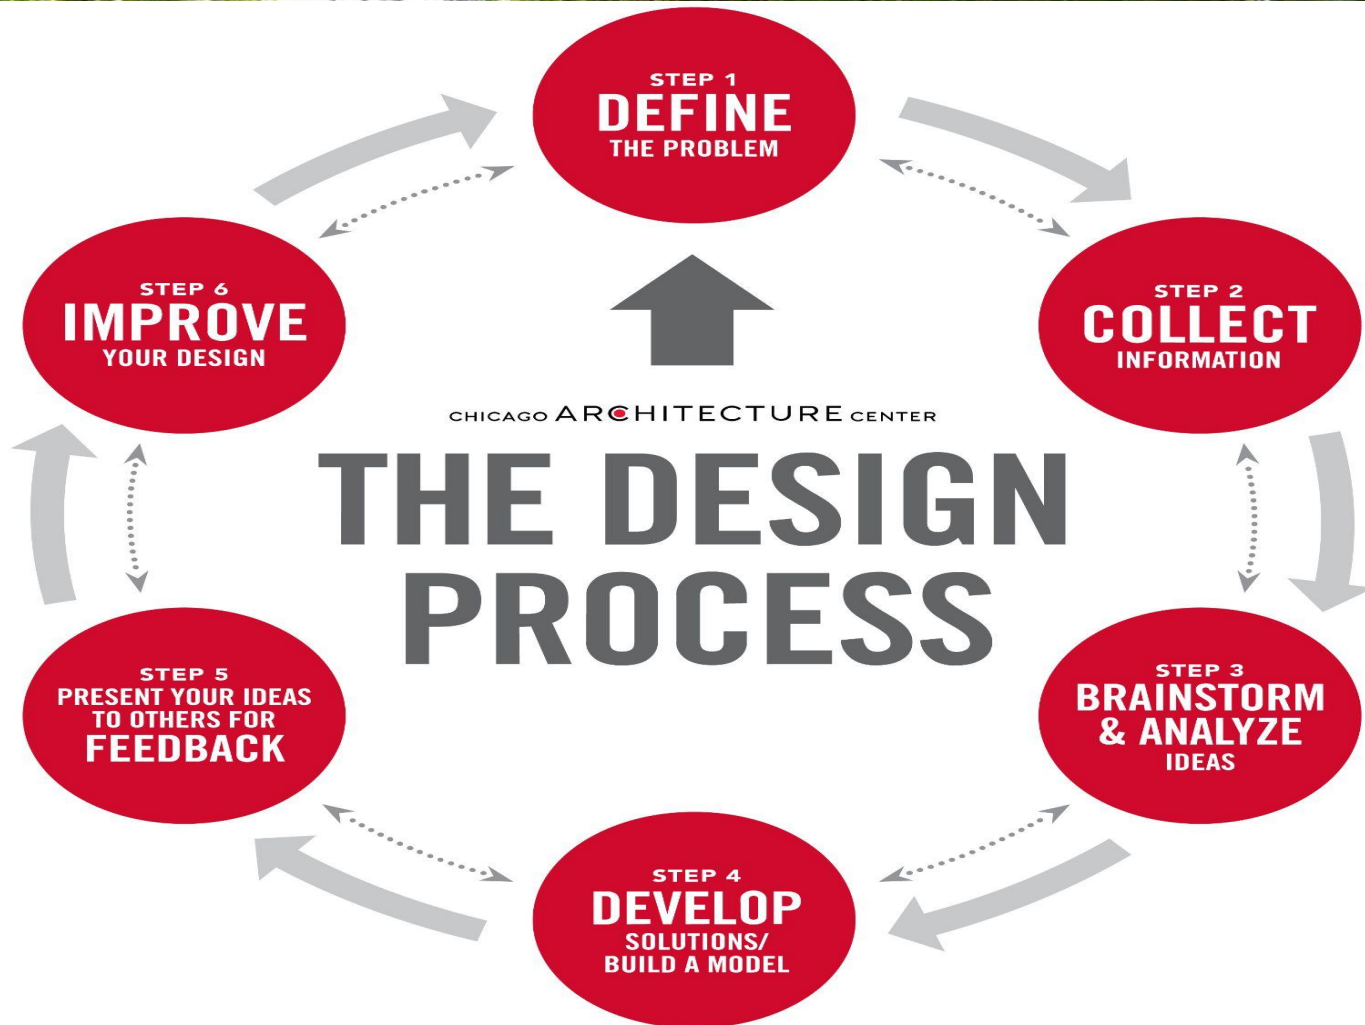 STEP 1
DEFINE
THE PROBLEM
STEP 2
COLLECT
INFORMATION
STEP 3
BRAINSTORM
& ANALYZE
IDEAS
STEP 4
DEVELOP
SOLUTIONS/
BUILD A MODEL
STEP 5
PRESENT YOUR IDEAS
TO OTHERS FOR
FEEDBACK
STEP 6
IMPROVE
YOUR DESIGN
CHICAGO ARCHITECTURE CENTER
THE DESIGN
PROCESS